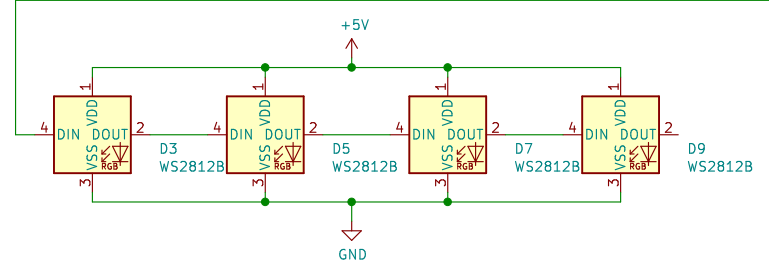 +5V
1 1 1 1
VDD VDD VDD VDD
4 DIN DOUT 2 4 DIN DOUT 2 4 DIN DOUT 2 4 DIN DOUT 2
VSS RGB D3 VSS RGB D5 VSS RGB D7 VSS RGB D9
WS2812B WS2812B WS2812B WS2812B
3 3 3 3
GND